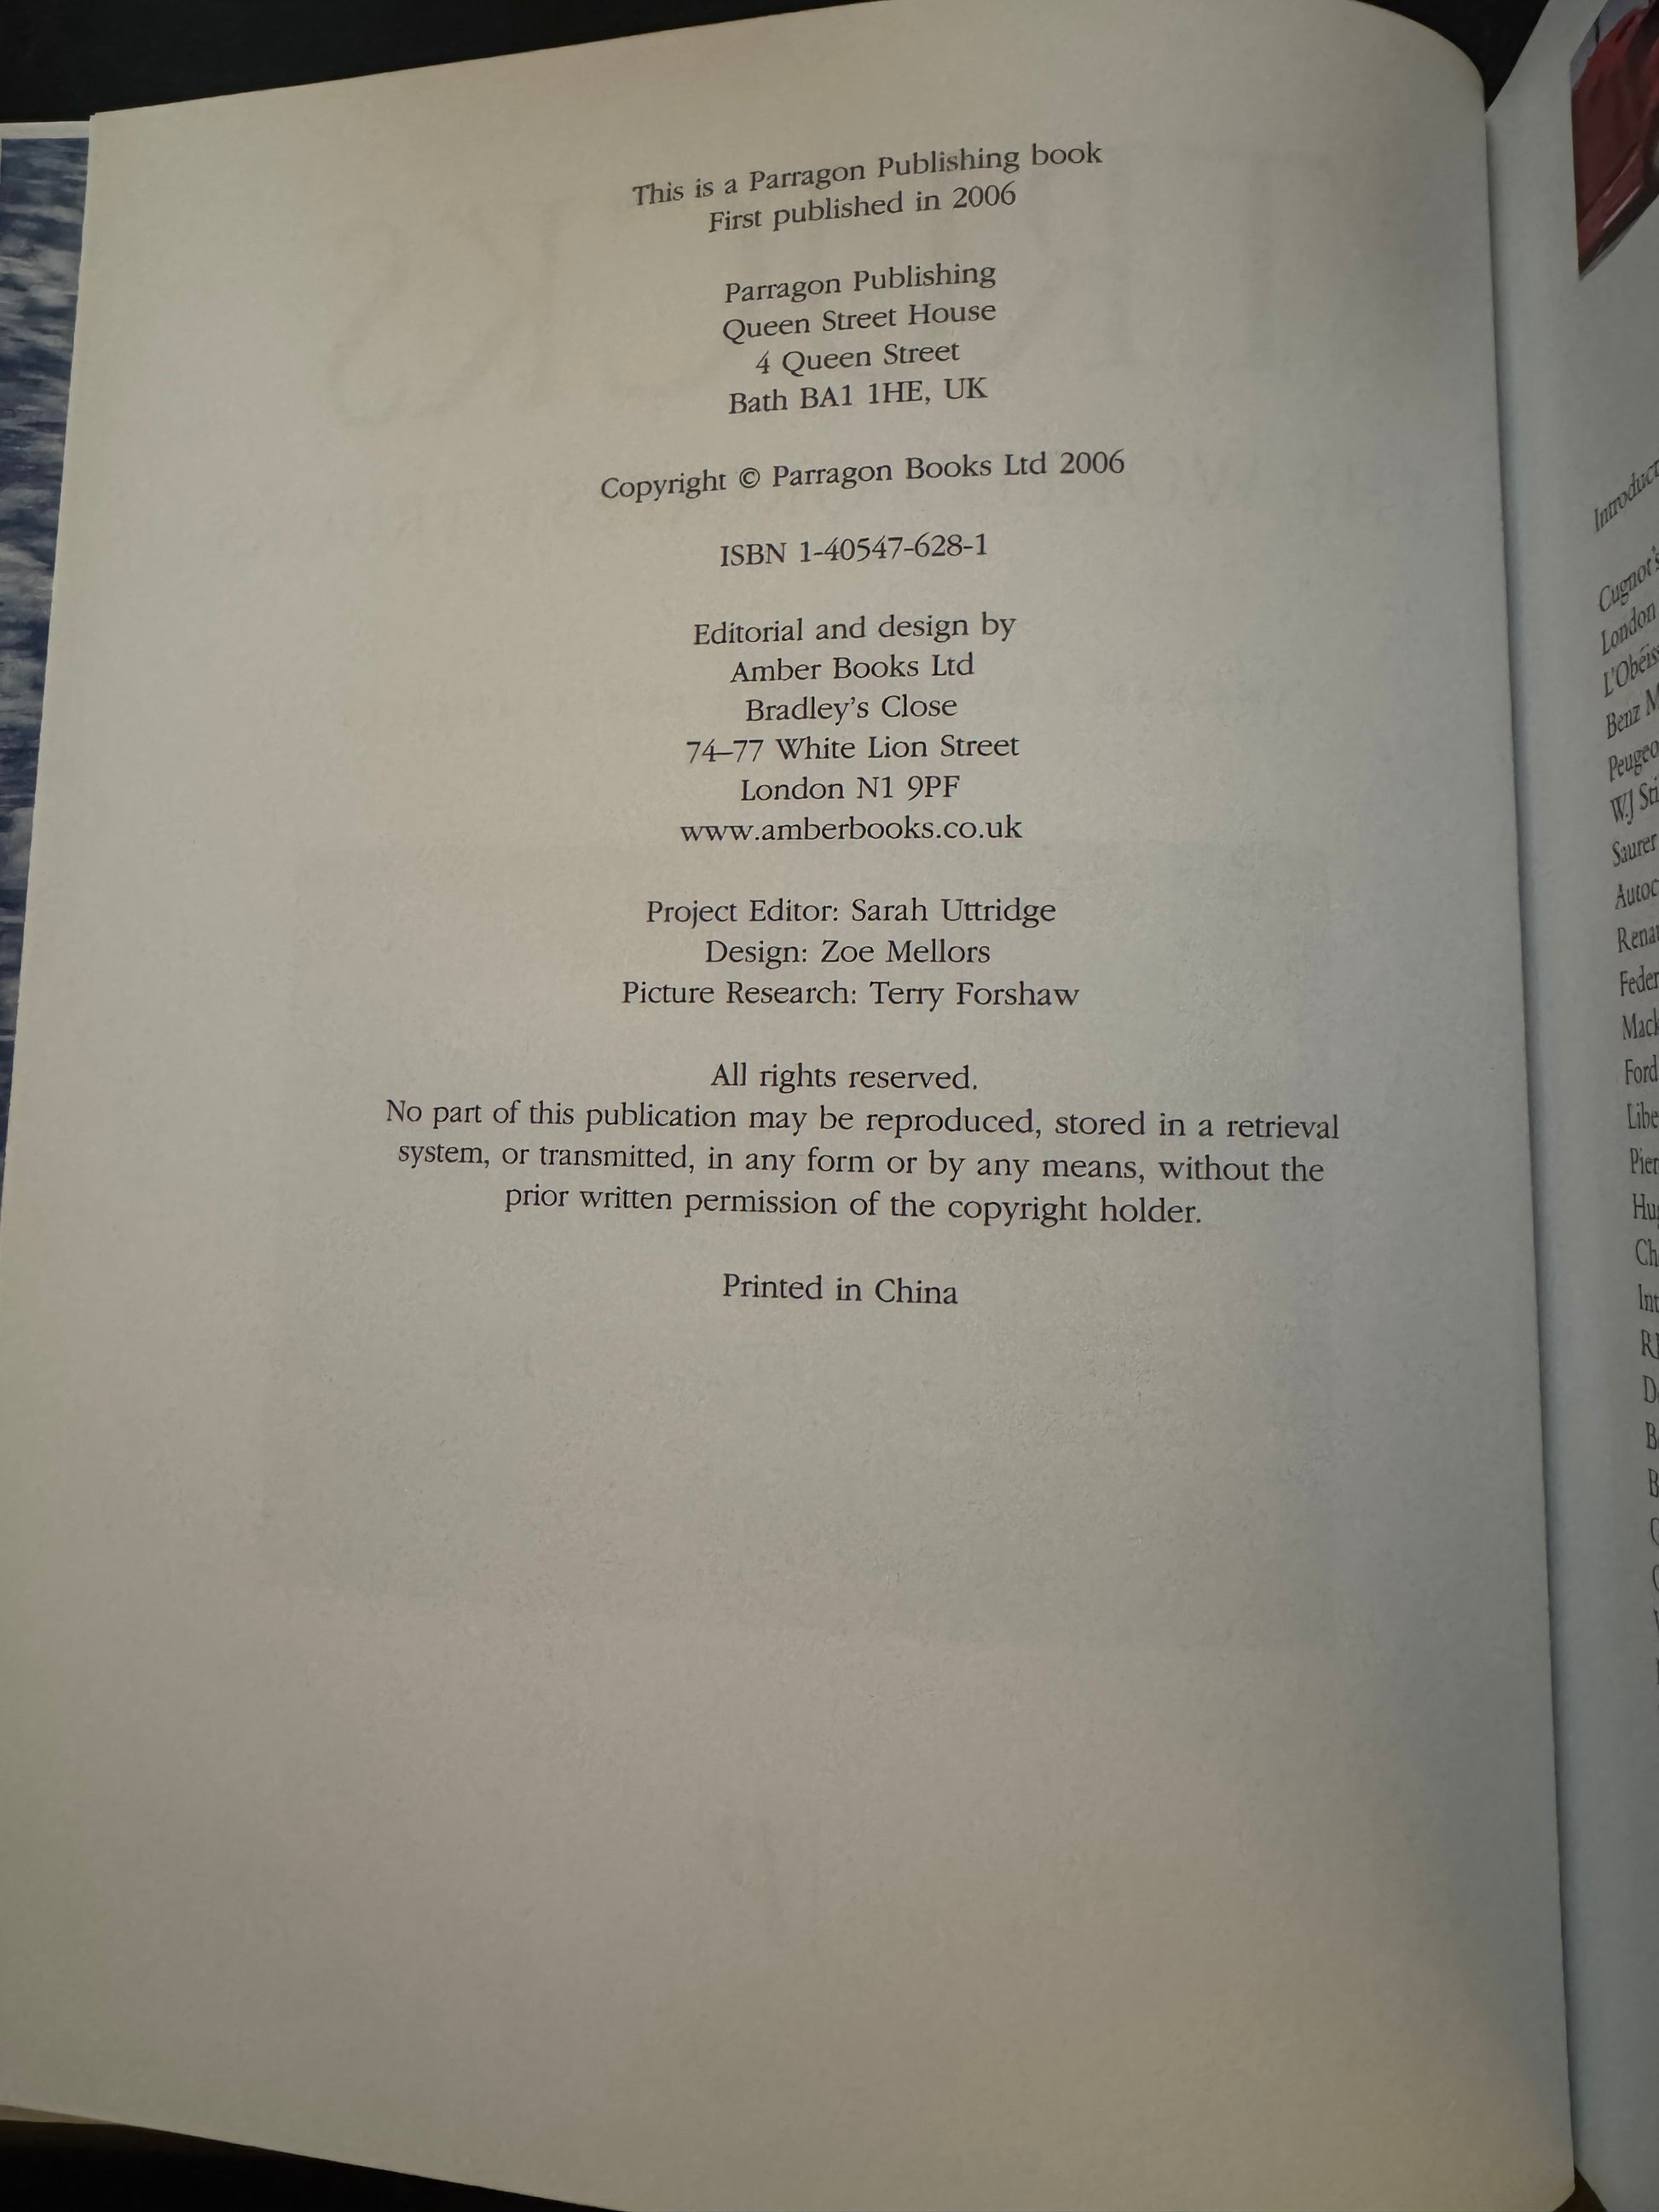 This is a Parragon Publishing book
First published in 2006
Parragon Publishing
Queen Street House
4 Queen Street
Bath BA1 1HE, UK
Copyright © Parragon Books Ltd 2006
ISBN 1-40547-628-1
Editorial and design by
Amber Books Ltd
Bradley's Close
74–77 White Lion Street
London N1 9PF
www.amberbooks.co.uk
Project Editor: Sarah Uttridge
Design: Zoe Mellors
Picture Research: Terry Forshaw
All rights reserved.
No part of this publication may be reproduced, stored in a retrieval
system, or transmitted, in any form or by any means, without the
prior written permission of the copyright holder.
Printed in China
Cugnot's
London
Benz
Saurer
Ford